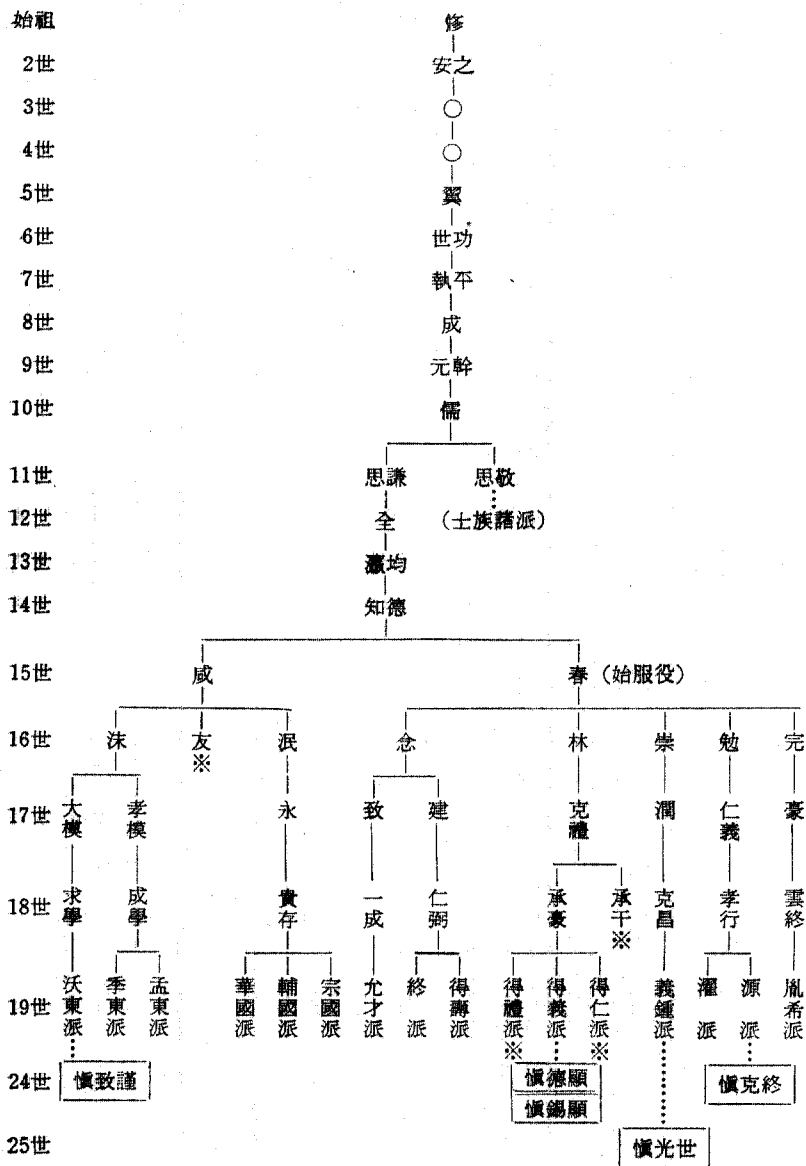 始祖 修
2世 安之
3世 ○
4世 ○
5世 翼
6世 世功
7世 執平
8世 成
9世 元幹
10世 儒
11世 思謙 思敬
12世 全 (士族諸派)
13世 均
14世 知德
15世 咸 春 (始服役)
16世 沫 友※ 泯 念 林 崇 勉 完
17世 大模 孝模 永 致 建 克禮 潤 仁義 豪
18世 求學 成學 貴存 一成 仁弼 承豪 承干※ 克昌 孝行 雲終
19世 沃東派 季東派 孟東派 華國派 輔國派 宗國派 允才派 終派 得壽派 得禮派※ 得義派 得仁派※ 義鍾派 濯派 源派 胤希派
24世 愼致謹 愼德顯 愼錫顯 愼克終
25世 愼光世